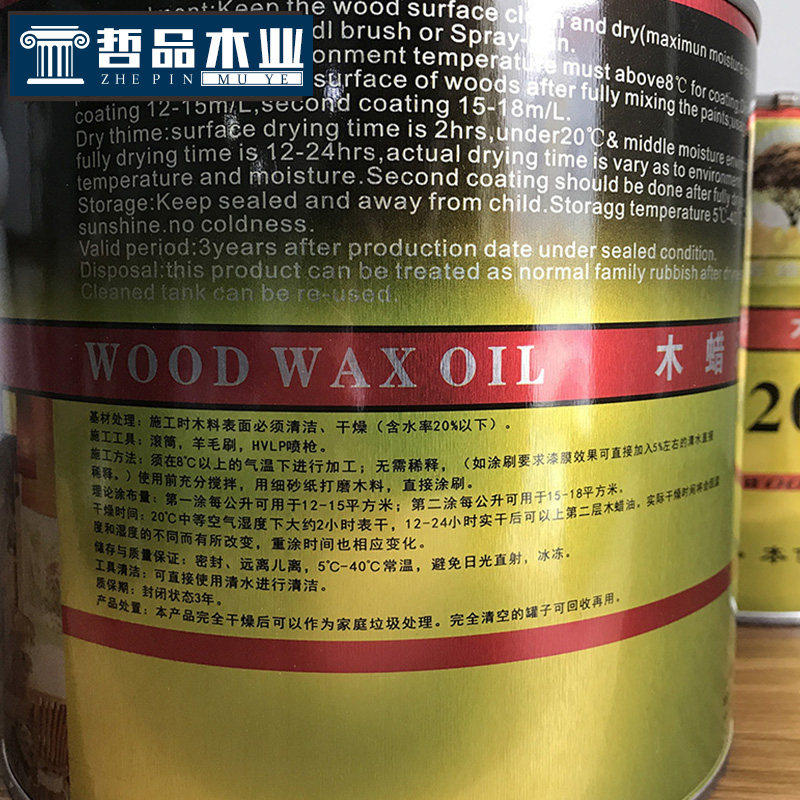 哲品木业
ZHE PIN MU YE
Keep the wood surface clean and dry(maximun
brush or Spray-
environment temperature must above8℃ for coating.
surface of woods after fully mixing the paints,
coating 12-15m/L,second coating 15-18m/L.
Dry thime:surface drying time is 2hrs,under20℃& middle moisture
fully drying time is 12-24hrs,actual drying time is vary as to
temperature and moisture.Second coating should be done after fully
Storage:Keep sealed and away from child.Storagg temperature 5℃-40
sunshine.no coldness.
Valid period:3years after production date under sealed condition.
Disposal:this product can be treated as normal family rubbish after
Cleaned tank can be re-used.
WOOD WAX OIL 木蜡
基材处理：施工时木料表面必须清洁、干燥（含水率20%以下）。
施工工具：滚筒，羊毛刷，HVLP喷枪。
施工方法：须在8℃以上的气温下进行加工；无需稀释，（如涂刷要求漆膜效果可直接加入5%左右的清水直接
稀释。）使用前充分搅拌，用细砂纸打磨木料，直接涂刷。
理论涂布量：第一涂每公升可用于12-15平方米；第二涂每公升可用于15-18平方米。
干燥时间：20℃中等空气湿度下大约2小时表干，12-24小时实干后可以上第二层木蜡油。实际干燥时间将会因温
度和湿度的不同而有所改变，重涂时间也相应变化。
储存与质量保证：密封、远离儿离，5℃-40℃常温，避免日光直射，冰冻。
工具清洁：可直接使用清水进行清洁。
质保期：封闭状态3年。
产品处置：本产品完全干燥后可以作为家庭垃圾处理。完全清空的罐子可回收再用。
20